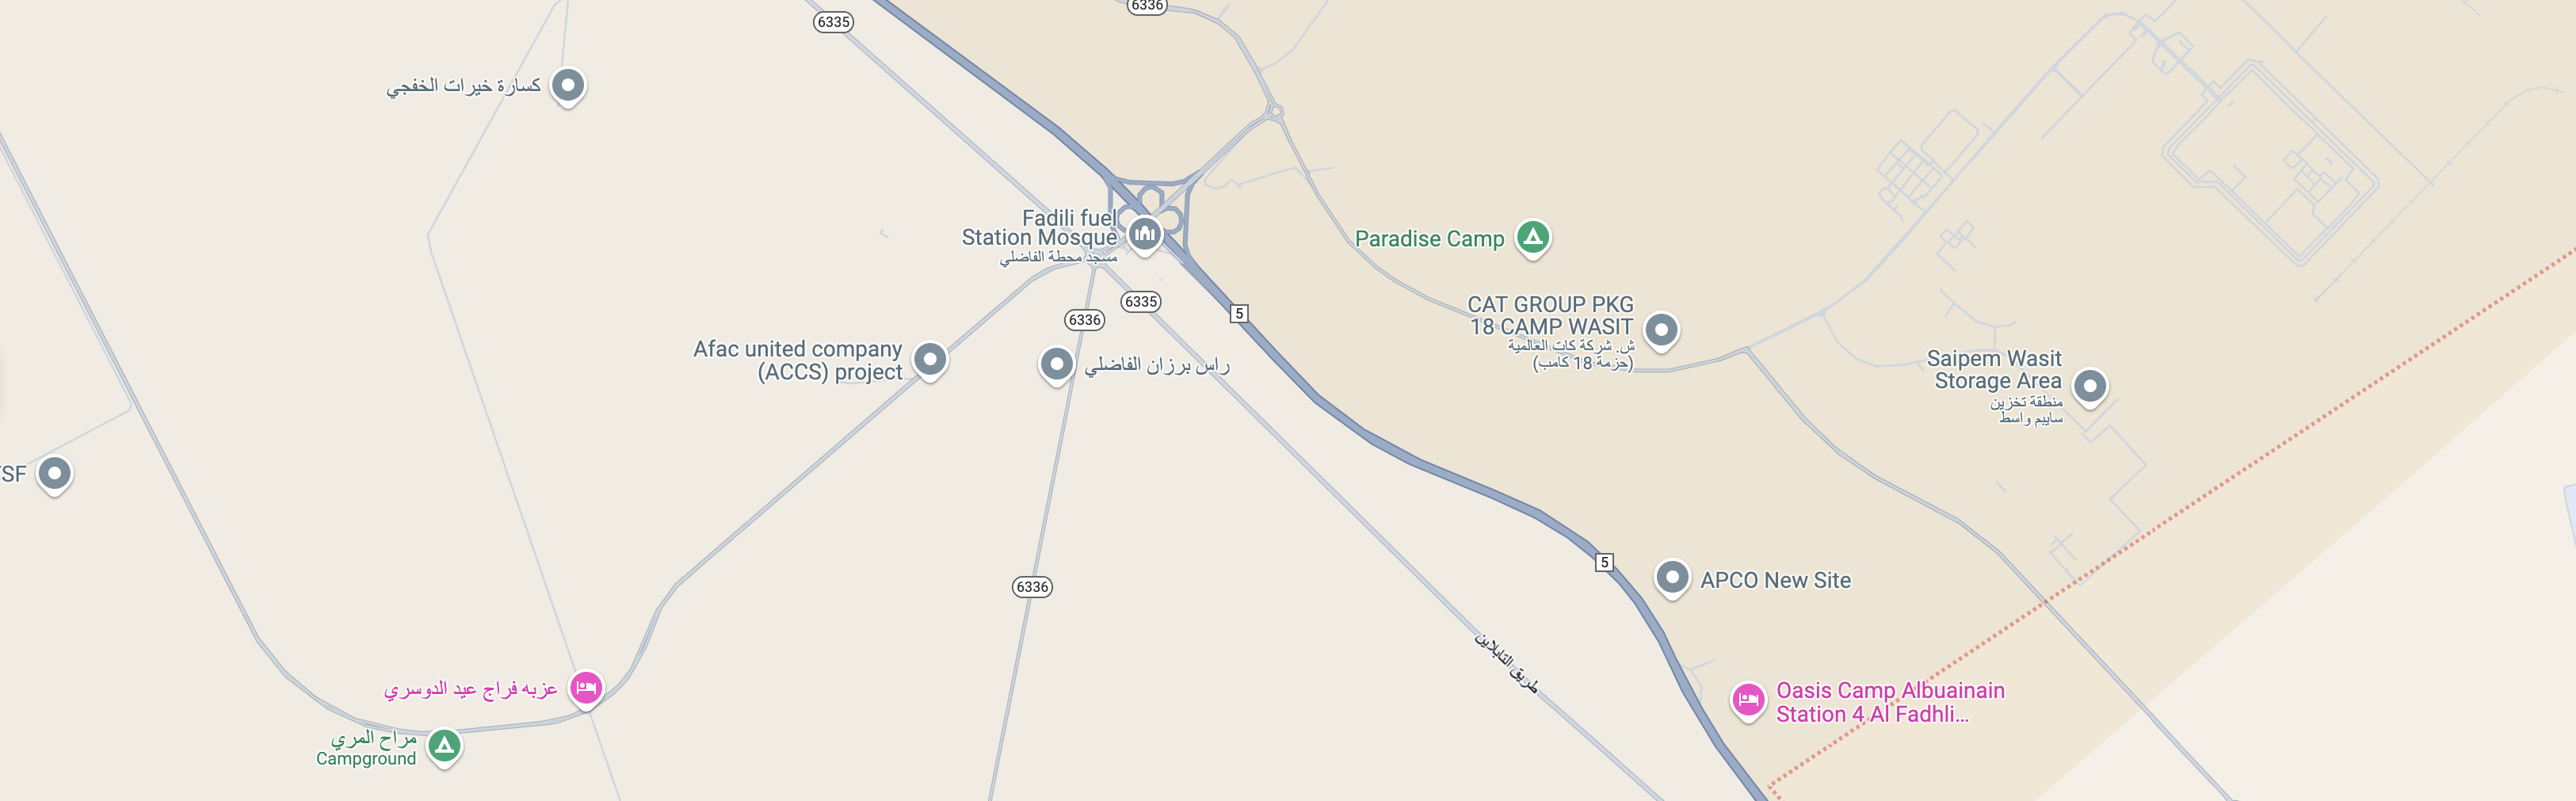 6335
6336
كسارة خيرات الخفجي
Fadili fuel
Station Mosque
مسجد محطة الفاضلي
Paradise Camp
6335
5
6336
CAT GROUP PKG
18 CAMP WASIT
ش. شركة كات العالمية
(حزمة 18 كامب)
Afac united company
(ACCS) project
راس برزان الفاضلي
Saipem Wasit
Storage Area
منطقة تخزين
سايبم واسط
SF
5
APCO New Site
6336
طريق التابلاين
عزبه فراج عيد الدوسري
Oasis Camp Albuainain
Station 4 Al Fadhli...
مراح المري
Campground